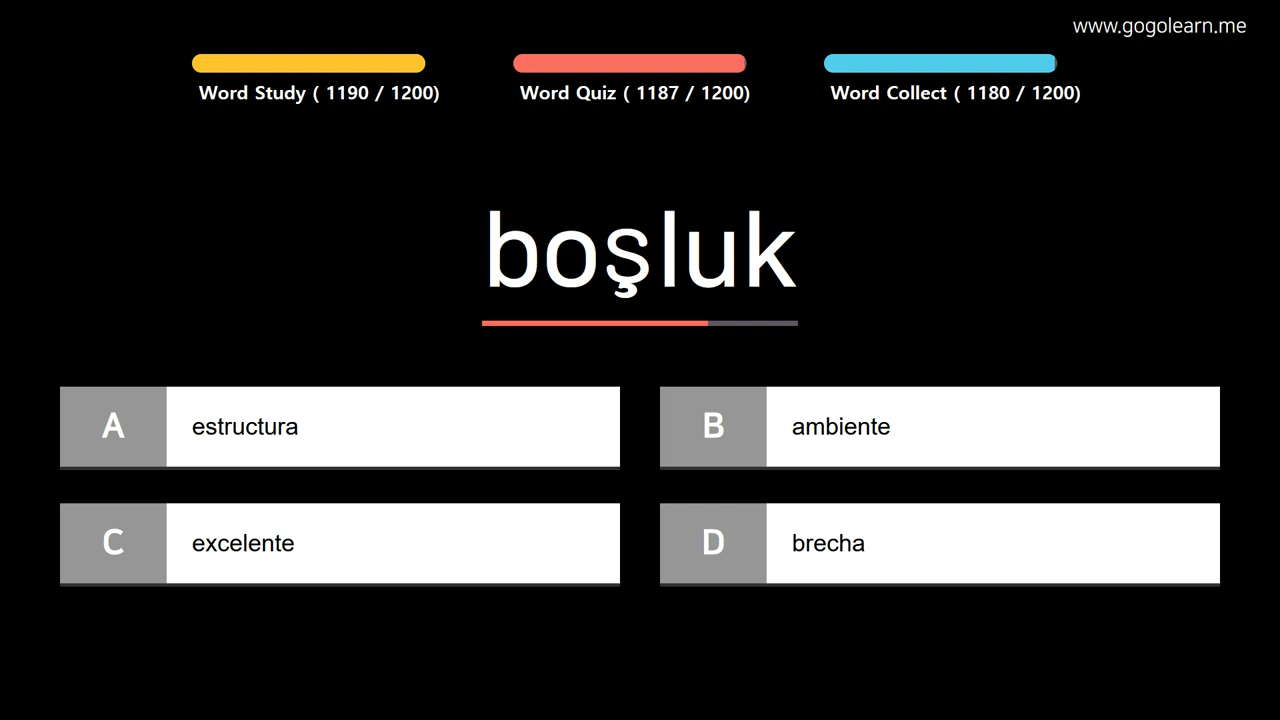 www.gogolearn.me
Word Study ( 1190 / 1200)
Word Quiz ( 1187 / 1200)
Word Collect ( 1180 / 1200)
boşluk
A estructura
B ambiente
C excelente
D brecha